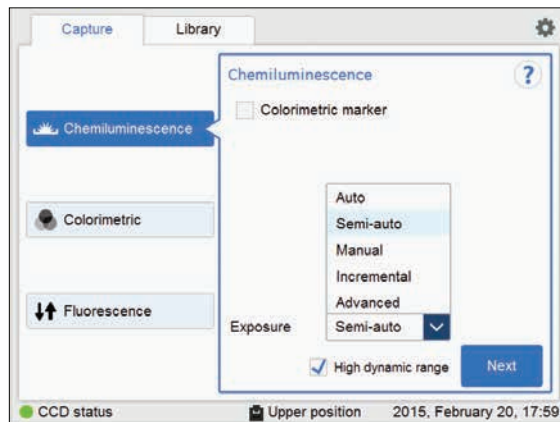 Capture
Library
Chemiluminescence
?
Colorimetric marker
Chemiluminescence
Colorimetric
Fluorescence
Auto
Semi-auto
Manual
Incremental
Advanced
Exposure
Semi-auto
High dynamic range
Next
CCD status
Upper position
2015, February 20, 17:59